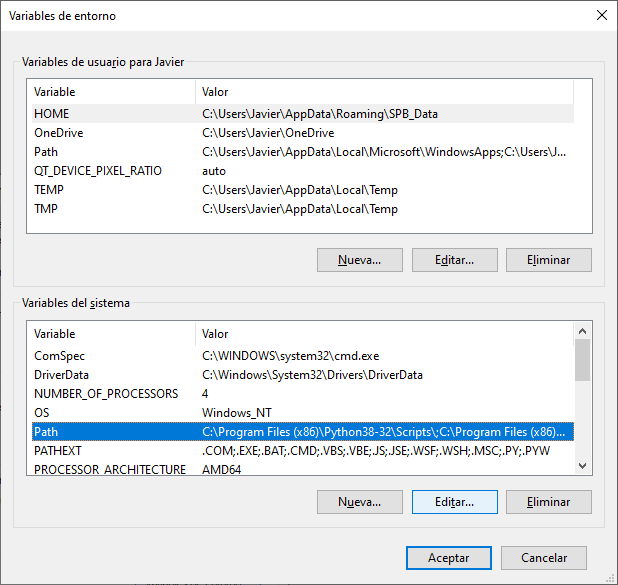 Variables de entorno
Variables de usuario para Javier
Variable Valor
HOME C:\Users\Javier\AppData\Roaming\SPB_Data
OneDrive C:\Users\Javier\OneDrive
Path C:\Users\Javier\AppData\Local\Microsoft\WindowsApps;C:\Users\J...
QT_DEVICE_PIXEL_RATIO auto
TEMP C:\Users\Javier\AppData\Local\Temp
TMP C:\Users\Javier\AppData\Local\Temp
Nueva... Editar... Eliminar
Variables del sistema
Variable Valor
ComSpec C:\WINDOWS\system32\cmd.exe
DriverData C:\Windows\System32\Drivers\DriverData
NUMBER_OF_PROCESSORS 4
OS Windows_NT
Path C:\Program Files (x86)\Python38-32\Scripts\;C:\Program Files (x86)...
PATHEXT .COM;.EXE;.BAT;.CMD;.VBS;.VBE;.JS;.JSE;.WSF;.WSH;.MSC;.PY;.PYW
PROCESSOR_ARCHITECTURE AMD64
Nueva... Editar... Eliminar
Aceptar Cancelar